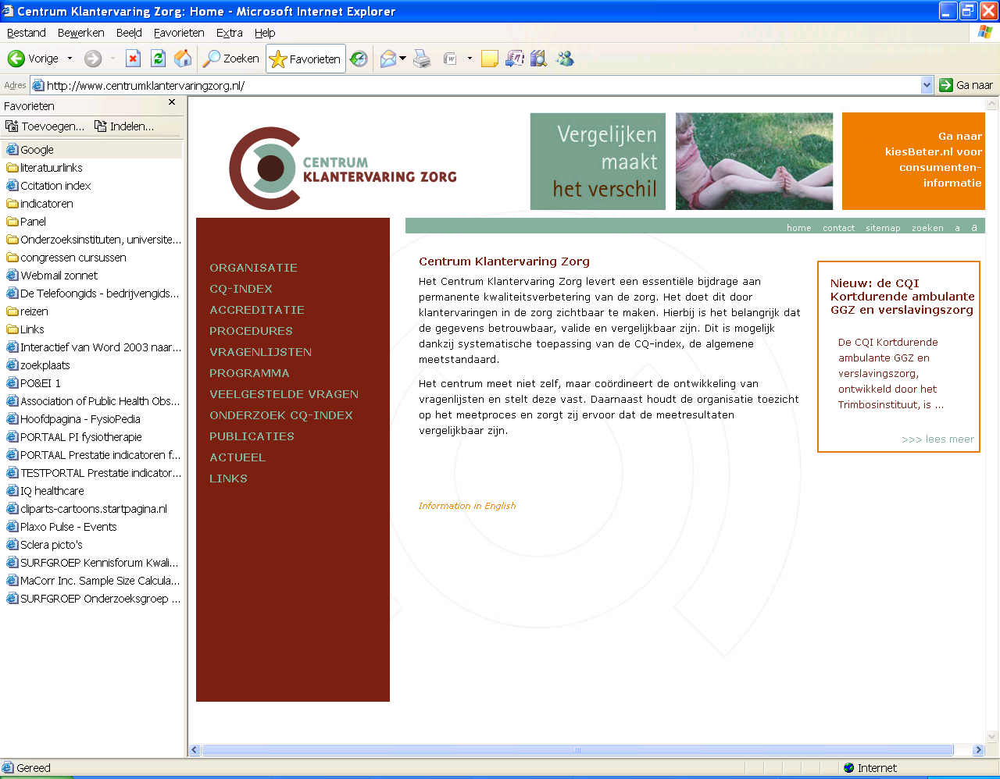 Centrum Klantervaring Zorg: Home - Microsoft Internet Explorer
Bestand Bewerken Beeld Favorieten Extra Help
Vorige Zoeken Favorieten
Adres http://www.centrumklantervaringzorg.nl/ Ga naar
Favorieten
Toevoegen... Indelen...
Google
literatuurlinks
Ccitation index
indicatoren
Panel
Onderzoeksinstituten, universite...
congressen cursussen
Webmail zonnet
De Telefoongids - bedrijvengids...
reizen
Links
Interactief van Word 2003 naar...
zoekplaats
PO&EI 1
Association of Public Health Obs...
Hoofdpagina - FysioPedia
PORTAAL PI fysiotherapie
PORTAAL Prestatie indicatoren f...
TESTPORTAL Prestatie indicator...
IQ healthcare
cliparts-cartoons.startpagina.nl
Plaxo Pulse - Events
Sclera picto's
SURFGROEP Kennisforum Kwali...
MaCorr Inc. Sample Size Calcula...
SURFGROEP Onderzoeksgroep ...
CENTRUM
KLANTERVARING ZORG
Vergelijken
maakt
het verschil
Ga naar
kiesBeter.nl voor
consumenten-
informatie
home contact sitemap zoeken a a
ORGANISATIE
CQ-INDEX
ACCREDITATIE
PROCEDURES
VRAGENLIJSTEN
PROGRAMMA
VEELGESTELDE VRAGEN
ONDERZOEK CQ-INDEX
PUBLICATIES
ACTUEEL
LINKS
Centrum Klantervaring Zorg
Het Centrum Klantervaring Zorg levert een essentiële bijdrage aan
permanente kwaliteitsverbetering van de zorg. Het doet dit door
klantervaringen in de zorg zichtbaar te maken. Hierbij is het belangrijk dat
de gegevens betrouwbaar, valide en vergelijkbaar zijn. Dit is mogelijk
dankzij systematische toepassing van de CQ-index, de algemene
meetstandaard.
Het centrum meet niet zelf, maar coördineert de ontwikkeling van
vragenlijsten en stelt deze vast. Daarnaast houdt de organisatie toezicht
op het meetproces en zorgt zij ervoor dat de meetresultaten
vergelijkbaar zijn.
Information in English
Nieuw: de CQI
Kortdurende ambulante
GGZ en verslavingszorg
De CQI Kortdurende
ambulante GGZ en
verslavingszorg,
ontwikkeld door het
Trimbosinstituut, is ...
>>> lees meer
Gereed Internet